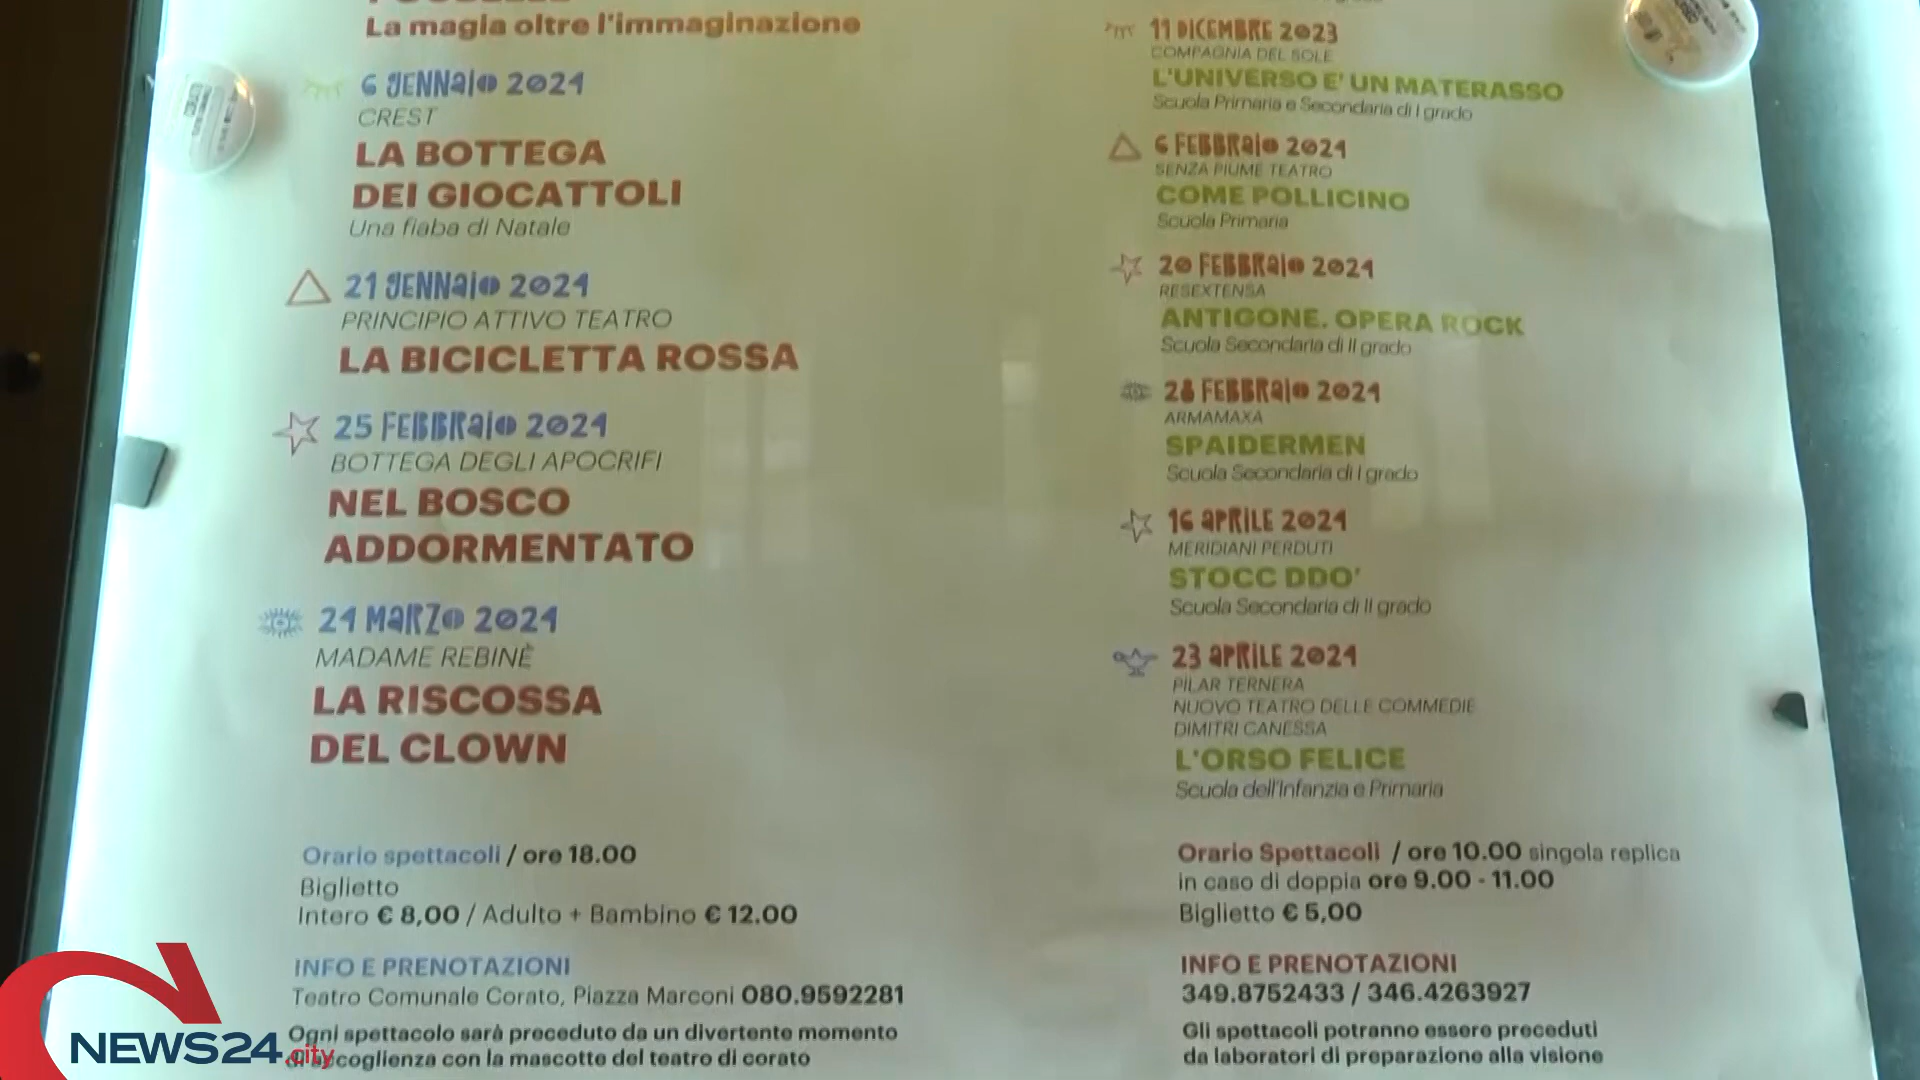 La magia oltre l'immaginazione
6 GENNAIO 2024
CREST
LA BOTTEGA
DEI GIOCATTOLI
Una fiaba di Natale
21 GENNAIO 2024
PRINCIPIO ATTIVO TEATRO
LA BICICLETTA ROSSA
25 FEBBRAIO 2024
BOTTEGA DEGLI APOCRIFI
NEL BOSCO
ADDORMENTATO
24 MARZO 2024
MADAME REBINÈ
LA RISCOSSA
DEL CLOWN
Orario spettacoli / ore 18.00
Biglietto
Intero € 8,00 / Adulto + Bambino € 12.00
INFO E PRENOTAZIONI
Teatro Comunale Corato, Piazza Marconi 080.9592281
Ogni spettacolo sarà preceduto da un divertente momento
di accoglienza con la mascotte del teatro di corato
11 DICEMBRE 2023
COMPAGNIA DEL SOLE
L'UNIVERSO E' UN MATERASSO
Scuola Primaria e Secondaria di I grado
6 FEBBRAIO 2024
SENZA PIUME TEATRO
COME POLLICINO
Scuola Primaria
20 FEBBRAIO 2024
RESEXTENSA
ANTIGONE. OPERA ROCK
Scuola Secondaria di II grado
28 FEBBRAIO 2024
ARMAMAXA
SPAIDERMEN
Scuola Secondaria di I grado
16 APRILE 2024
MERIDIANI PERDUTI
STOCC DDO'
Scuola Secondaria di II grado
23 APRILE 2024
PILAR TERNERA
NUOVO TEATRO DELLE COMMEDIE
DIMITRI CANESSA
L'ORSO FELICE
Scuola dell'Infanzia e Primaria
Orario Spettacoli / ore 10.00 singola replica
in caso di doppia ore 9.00 - 11.00
Biglietto € 5,00
INFO E PRENOTAZIONI
349.8752433 / 346.4263927
Gli spettacoli potranno essere preceduti
da laboratori di preparazione alla visione
NEWS24.city